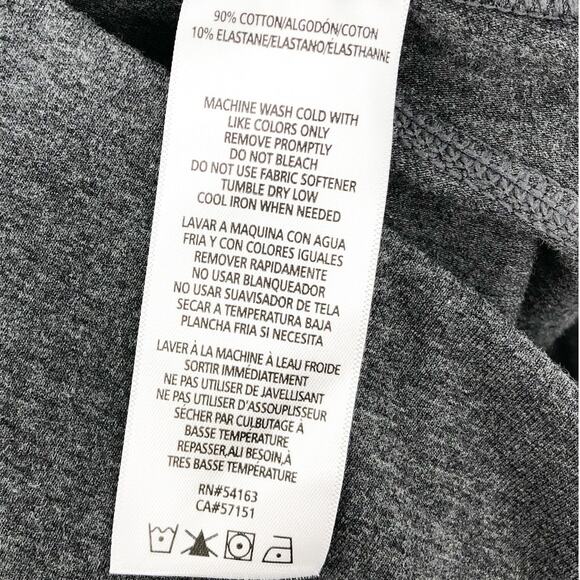 90% COTTON/ALGODÓN/COTON
10% ELASTANE/ELASTANO/ÉLASTHANNE
MACHINE WASH COLD WITH
LIKE COLORS ONLY
REMOVE PROMPTLY
DO NOT BLEACH
DO NOT USE FABRIC SOFTENER
TUMBLE DRY LOW
COOL IRON WHEN NEEDED
LAVAR A MAQUINA CON AGUA
FRIA Y CON COLORES IGUALES
REMOVER RAPIDAMENTE
NO USAR BLANQUEADOR
NO USAR SUAVISADOR DE TELA
SECAR A TEMPERATURA BAJA
PLANCHA FRIA SI NECESITA
LAVER À LA MACHINE À LEAU FROIDE
SORTIR IMMÉDIATEMENT
NE PAS UTILISER DE JAVELLISANT
NE PAS UTILISER D'ASSOUPLISSEUR
SÉCHER PAR CULBUTAGE À
BASSE TEMPÉRATURE
REPASSER,ALI BESOIN,À
TRES BASSE TEMPÉRATURE
RN#54163
CA#57151